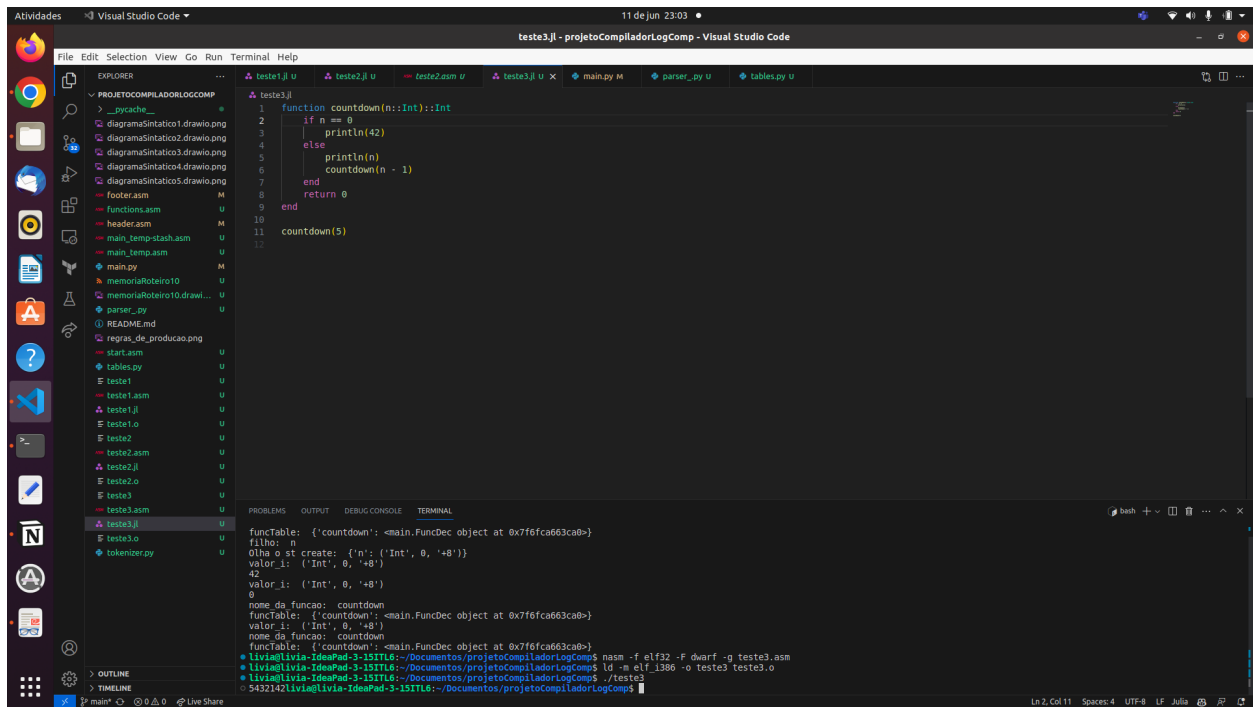 Atividades
Visual Studio Code
11 de jun 23:03
teste3.jl - projetoCompiladorLogComp - Visual Studio Code
File Edit Selection View Go Run Terminal Help
EXPLORER
PROJETOCOMPILADORLOGCOMP
__pycache__
diagramaSintatico1.drawio.png
diagramaSintatico2.drawio.png
diagramaSintatico3.drawio.png
diagramaSintatico4.drawio.png
diagramaSintatico5.drawio.png
footer.asm M
functions.asm U
header.asm M
main_temp-stash.asm U
main_temp.asm U
main.py M
memoriaRoteiro10 U
memoriaRoteiro10.drawi... U
parser_.py U
README.md
regras_de_producao.png
start.asm U
tables.py U
teste1 U
teste1.asm U
teste1.jl U
teste1.o U
teste2 U
teste2.asm U
teste2.jl U
teste2.o U
teste3 U
teste3.asm U
teste3.jl U
teste3.o U
tokenizer.py U
OUTLINE
TIMELINE
32
teste1.jl U teste2.jl U teste2.asm U teste3.jl U main.py M parser_.py U tables.py U
teste3.jl
1 function countdown(n::Int)::Int
2 if n == 0
3 println(42)
4 else
5 println(n)
6 countdown(n - 1)
7 end
8 return 0
9 end
10
11 countdown(5)
12
PROBLEMS OUTPUT DEBUG CONSOLE TERMINAL
bash
funcTable: {'countdown': <main.FuncDec object at 0x7f6fca663ca0>}
filho: n
Olha o st create: {'n': ('Int', 0, '+8')}
valor_i: ('Int', 0, '+8')
42
valor_i: ('Int', 0, '+8')
0
nome_da_funcao: countdown
funcTable: {'countdown': <main.FuncDec object at 0x7f6fca663ca0>}
valor_i: ('Int', 0, '+8')
nome_da_funcao: countdown
funcTable: {'countdown': <main.FuncDec object at 0x7f6fca663ca0>}
livia@livia-IdeaPad-3-15ITL6:~/Documentos/projetoCompiladorLogComp$ nasm -f elf32 -F dwarf -g teste3.asm
livia@livia-IdeaPad-3-15ITL6:~/Documentos/projetoCompiladorLogComp$ ld -m elf_i386 -o teste3 teste3.o
livia@livia-IdeaPad-3-15ITL6:~/Documentos/projetoCompiladorLogComp$ ./teste3
5432142livia@livia-IdeaPad-3-15ITL6:~/Documentos/projetoCompiladorLogComp$
main* 0 0 Live Share
Ln 2, Col 11 Spaces: 4 UTF-8 LF Julia